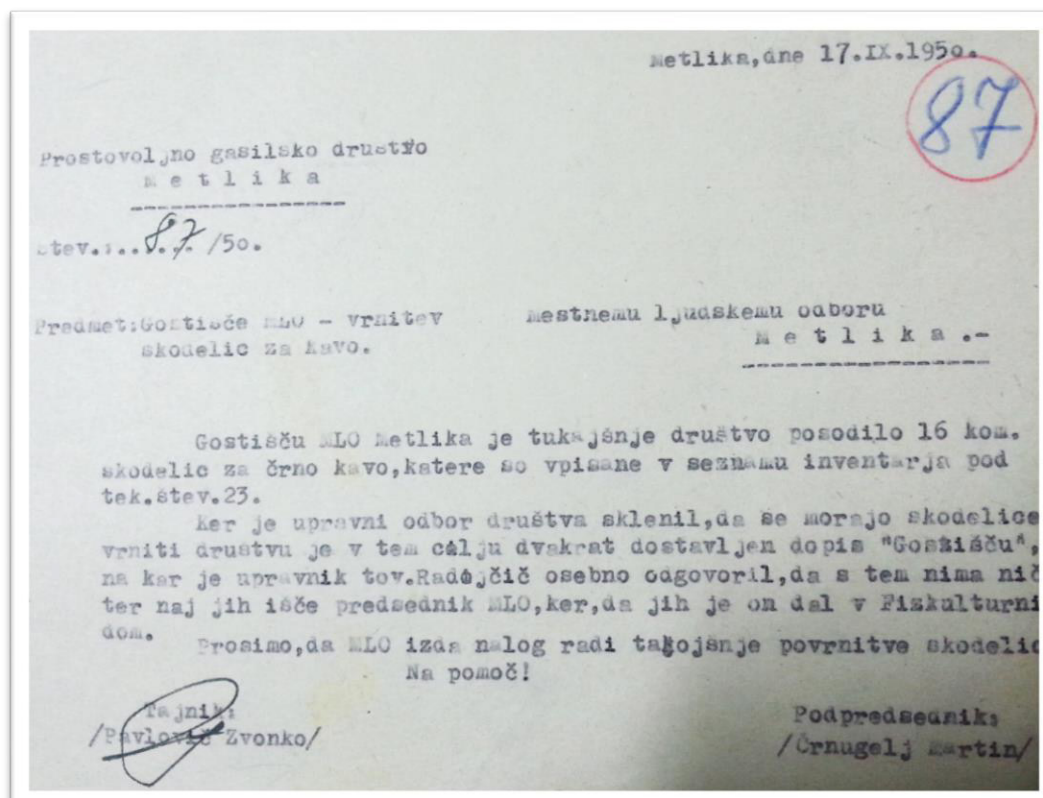 Metlika,dne 17.IX.195o.
87
Prostovoljno gasilsko društvo
M e t l i k a
----------------
Štev.:..87./5o.
Predmet:Gostišče MLO - vrnitev
skodelic za kavo.
Mestnemu ljudskemu odboru
M e t l i k a .-
------------------
Gostišču MLO Metlika je tukajšnje društvo posodilo 16 kom.
skodelic za črno kavo,katere so vpisane v seznamu inventarja pod
tek.štev.23.
Ker je upravni odbor društva sklenil,da se morajo skodelice
vrniti društvu je v tem cilju dvakrat dostavljen dopis "Gostišču",
na kar je upravnik tov.Radojčič osebno odgovoril,da s tem nima nič
ter naj jih išče predsednik MLO,ker,da jih je on dal v Fiskulturni
dom.
Prosimo,da MLO izda nalog radi takojšnje povrnitve skodelic
Na pomoč!
Tajnik:
/Pavlovič Zvonko/
Podpredsednik:
/Črnugelj Martin/